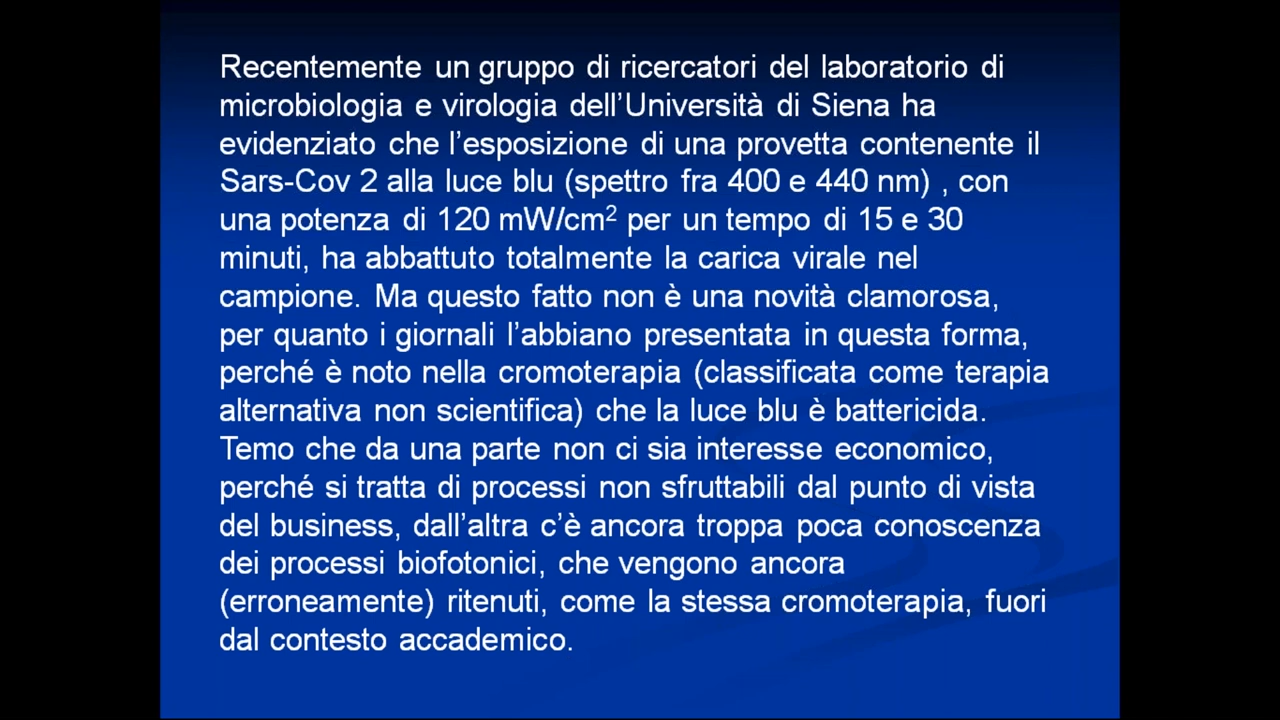 Recentemente un gruppo di ricercatori del laboratorio di
microbiologia e virologia dell’Università di Siena ha
evidenziato che l’esposizione di una provetta contenente il
Sars-Cov 2 alla luce blu (spettro fra 400 e 440 nm) , con
una potenza di 120 mW/cm² per un tempo di 15 e 30
minuti, ha abbattuto totalmente la carica virale nel
campione. Ma questo fatto non è una novità clamorosa,
per quanto i giornali l’abbiano presentata in questa forma,
perché è noto nella cromoterapia (classificata come terapia
alternativa non scientifica) che la luce blu è battericida.
Temo che da una parte non ci sia interesse economico,
perché si tratta di processi non sfruttabili dal punto di vista
del business, dall’altra c’è ancora troppa poca conoscenza
dei processi biofotonici, che vengono ancora
(erroneamente) ritenuti, come la stessa cromoterapia, fuori
dal contesto accademico.